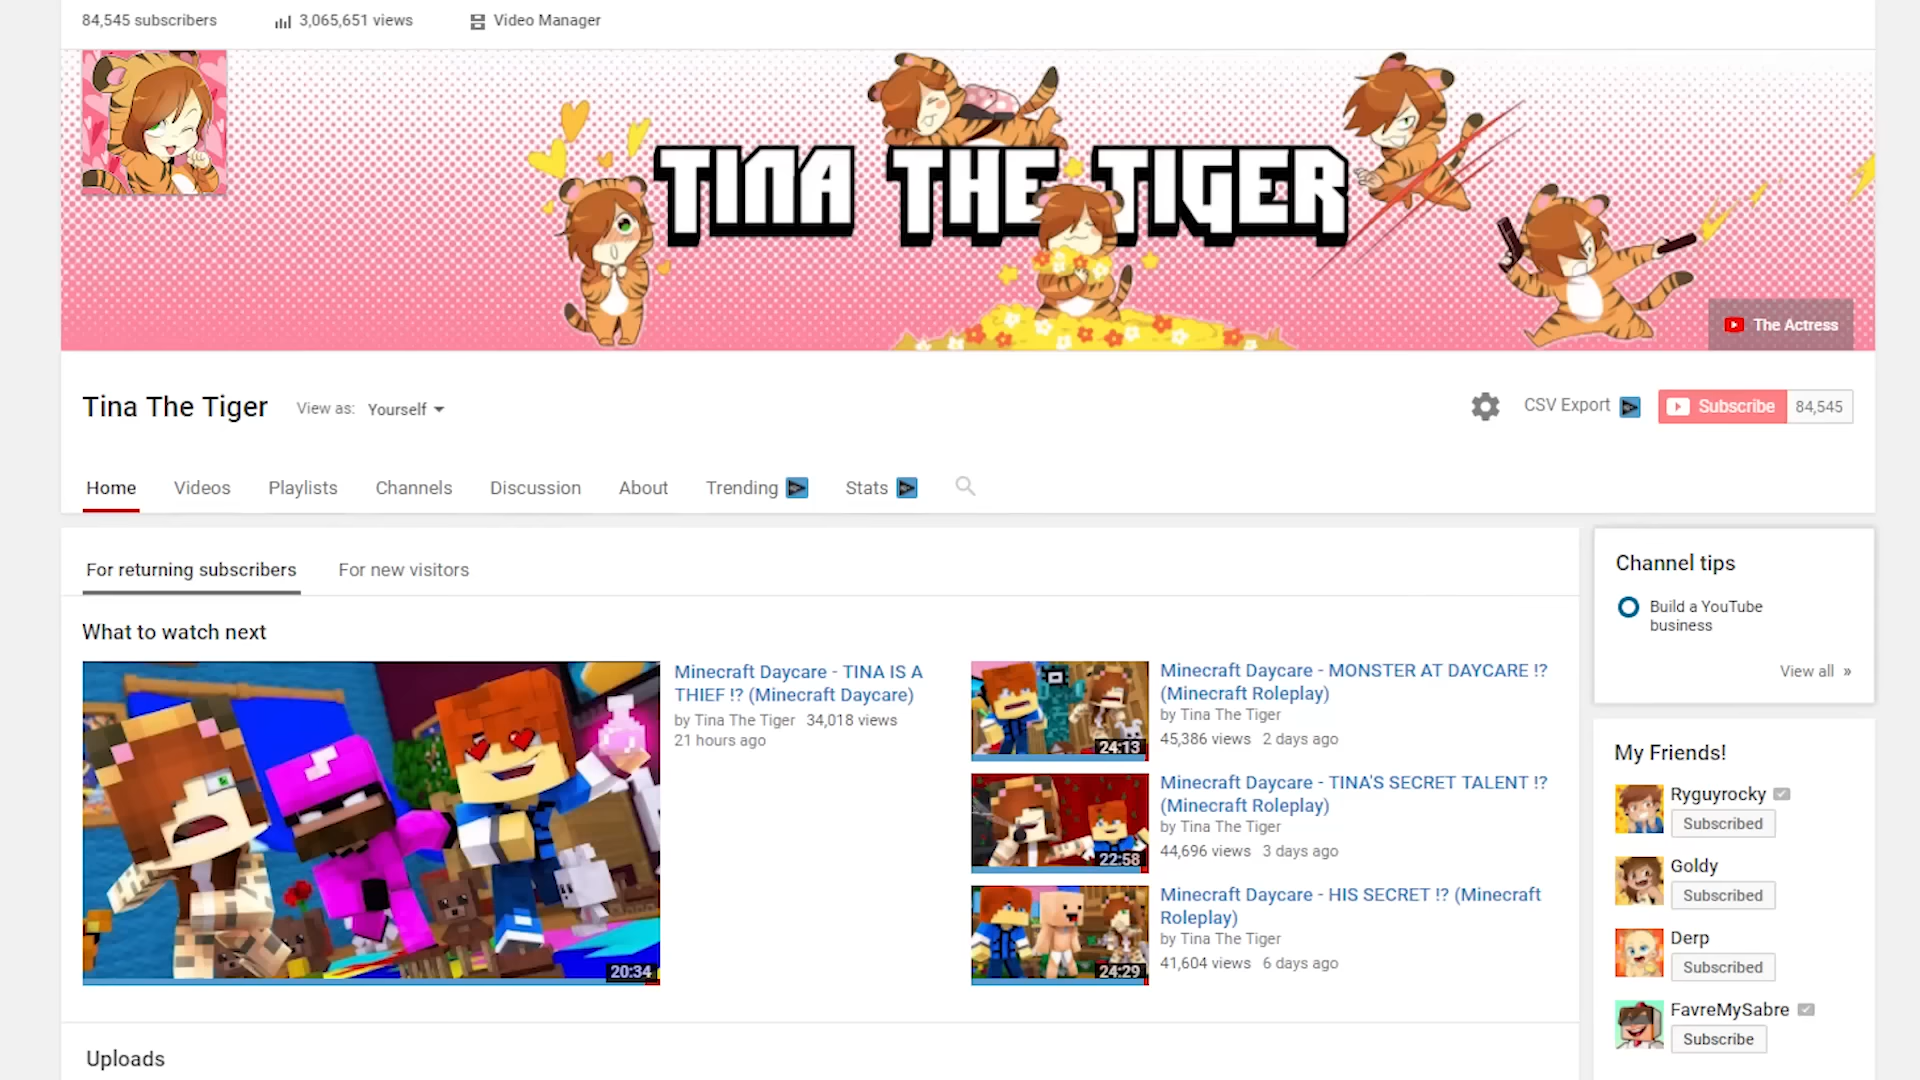 84,545 subscribers
3,065,651 views
Video Manager
TINA THE TIGER
The Actress
Tina The Tiger
View as: Yourself
CSV Export
Subscribe 84,545
Home
Videos
Playlists
Channels
Discussion
About
Trending
Stats
For returning subscribers
For new visitors
What to watch next
20:34
Minecraft Daycare - TINA IS A
THIEF !? (Minecraft Daycare)
by Tina The Tiger 34,018 views
21 hours ago
24:13
Minecraft Daycare - MONSTER AT DAYCARE !?
(Minecraft Roleplay)
by Tina The Tiger
45,386 views 2 days ago
22:58
Minecraft Daycare - TINA'S SECRET TALENT !?
(Minecraft Roleplay)
by Tina The Tiger
44,696 views 3 days ago
24:29
Minecraft Daycare - HIS SECRET !? (Minecraft
Roleplay)
by Tina The Tiger
41,604 views 6 days ago
Uploads
Channel tips
Build a YouTube
business
View all »
My Friends!
Ryguyrocky
Subscribed
Goldy
Subscribed
Derp
Subscribed
FavreMySabre
Subscribe